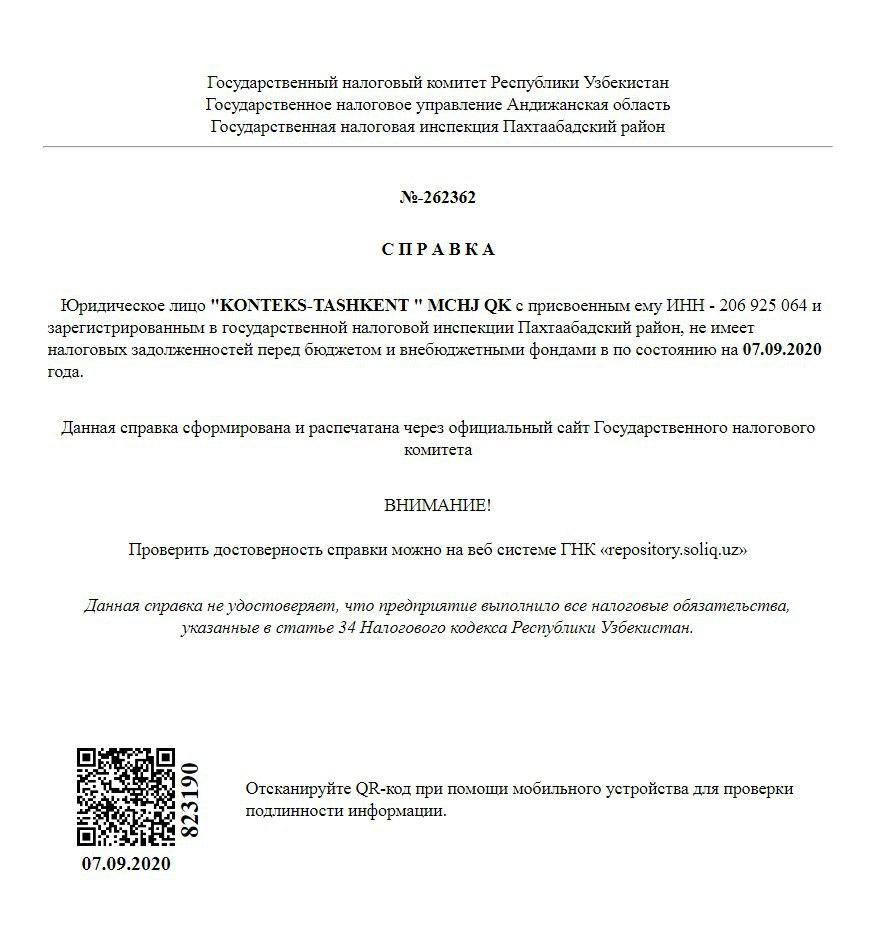 Государственный налоговый комитет Республики Узбекистан
Государственное налоговое управление Андижанская область
Государственная налоговая инспекция Пахтаабадский район
№-262362
С П Р А В К А
Юридическое лицо "KONTEKS-TASHKENT " MCHJ QK с присвоенным ему ИНН - 206 925 064 и
зарегистрированным в государственной налоговой инспекции Пахтаабадский район, не имеет
налоговых задолженностей перед бюджетом и внебюджетными фондами в по состоянию на 07.09.2020
года.
Данная справка сформирована и распечатана через официальный сайт Государственного налогового
комитета
ВНИМАНИЕ!
Проверить достоверность справки можно на веб системе ГНК «repository.soliq.uz»
Данная справка не удостоверяет, что предприятие выполнило все налоговые обязательства,
указанные в статье 34 Налогового кодекса Республики Узбекистан.
823190
Отсканируйте QR-код при помощи мобильного устройства для проверки
подлинности информации.
07.09.2020